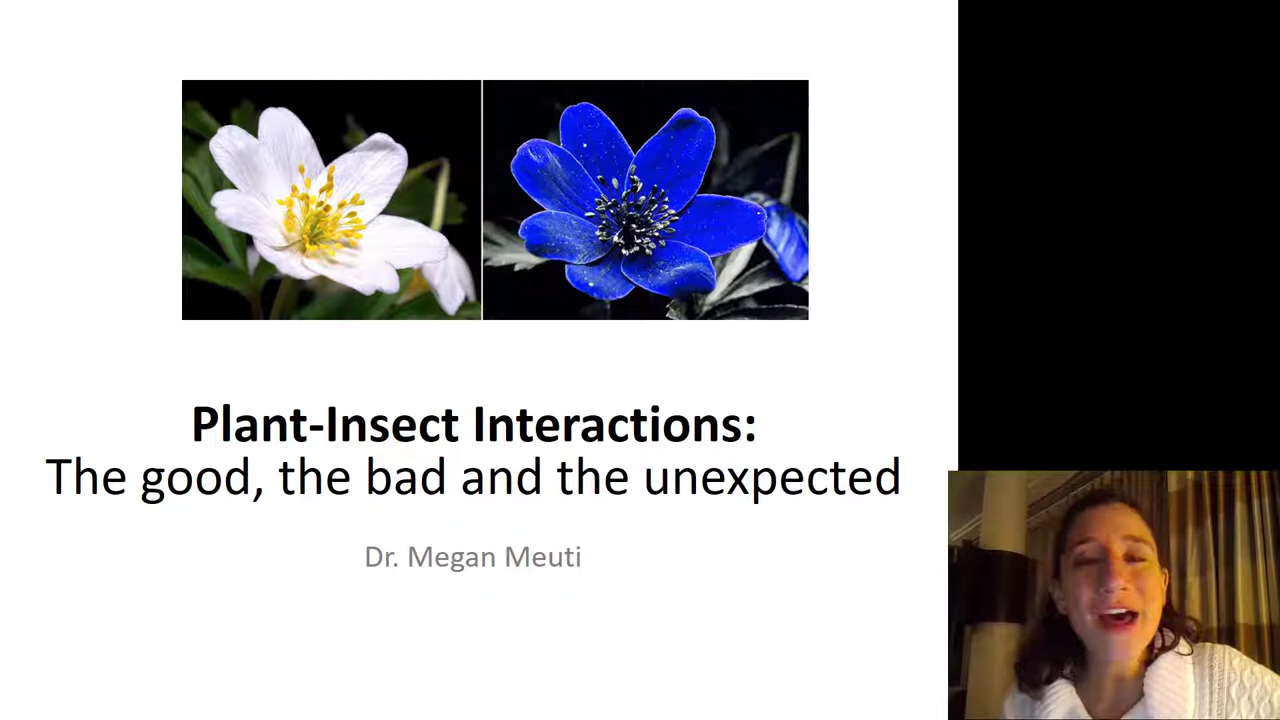 Plant-Insect Interactions:
The good, the bad and the unexpected
Dr. Megan Meuti